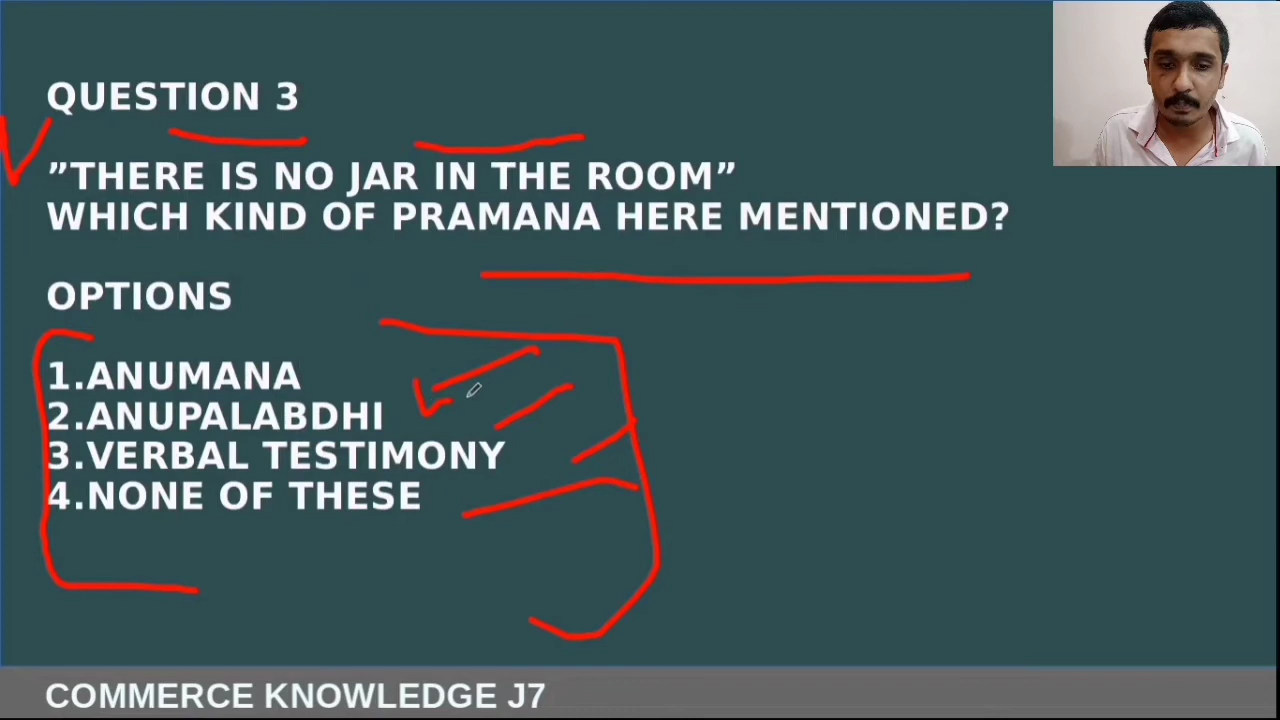 QUESTION 3
”THERE IS NO JAR IN THE ROOM”
WHICH KIND OF PRAMANA HERE MENTIONED?
OPTIONS
1.ANUMANA
2.ANUPALABDHI
3.VERBAL TESTIMONY
4.NONE OF THESE
COMMERCE KNOWLEDGE J7